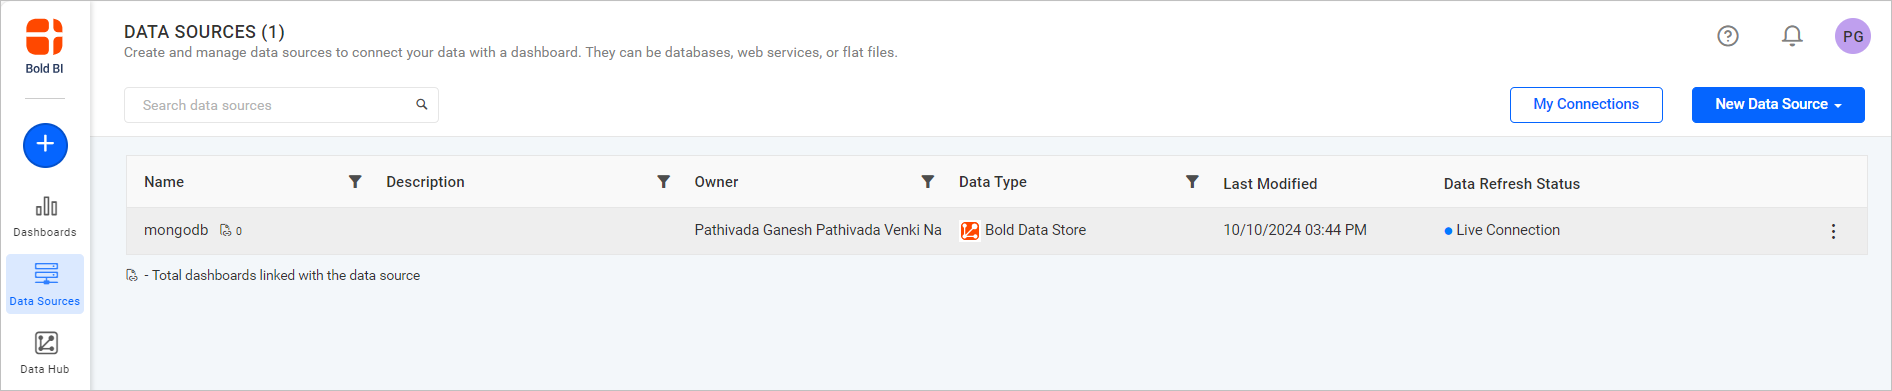 Bold BI
Dashboards
Data Sources
Data Hub
DATA SOURCES (1)
Create and manage data sources to connect your data with a dashboard. They can be databases, web services, or flat files.
PG
Search data sources
My Connections
New Data Source
Name Description Owner Data Type Last Modified Data Refresh Status
mongodb 0 Pathivada Ganesh Pathivada Venki Na Bold Data Store 10/10/2024 03:44 PM Live Connection
- Total dashboards linked with the data source